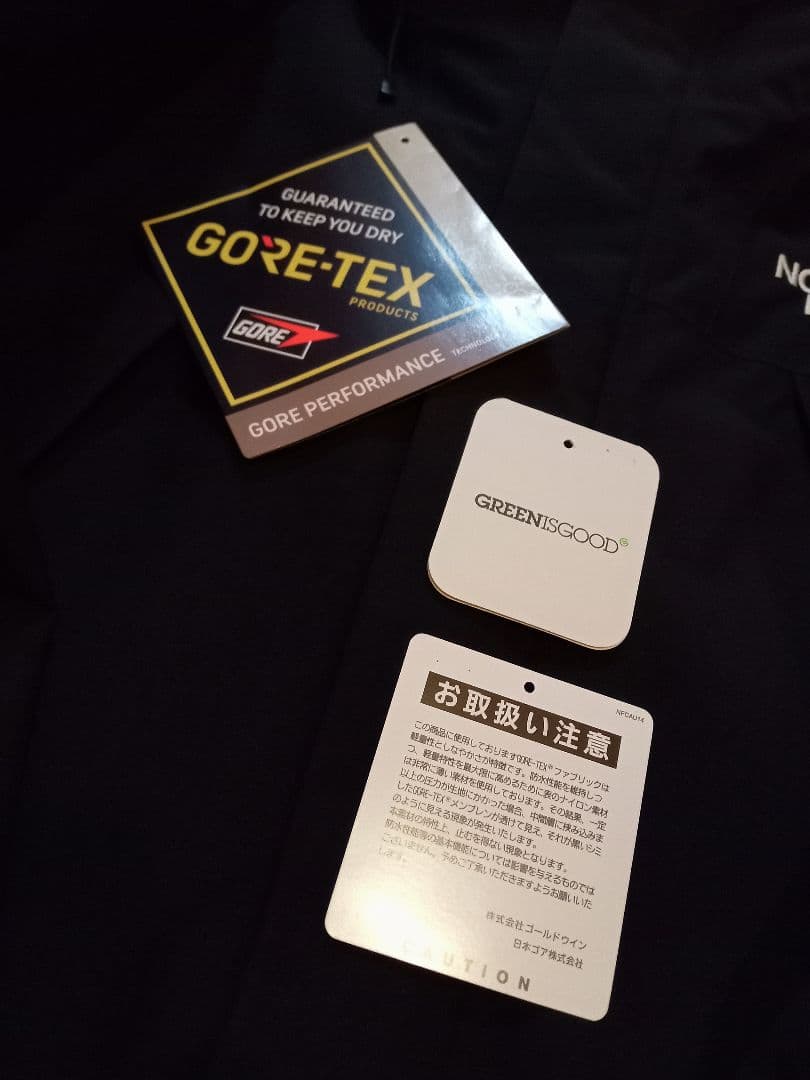 GUARANTEED
TO KEEP YOU DRY
GORE-TEX
PRODUCTS
GORE
GORE PERFORMANCE
NO
GREENISGOOD
G
お取扱い注意
NFCAU14
この商品に使用しておりますGORE-TEX®ファブリックは
軽量性としなやかさが特徴です。防水性能を維持しつ
つ、軽量特性を最大限に高めるために表のナイロン素材
は非常に薄い素材を使用しております。その結果、一定
以上の圧力が生地にかかった場合、中間層に挟み込みま
したGORE-TEX®メンブレンが透けて見え、それが黒いシミ
のように見える現象が発生いたします。
本素材の特性上、止むを得ない現象となります。
防水性能等の基本機能については影響を与えるものでは
ございません。予めご了承いただきますようお願いいた
します。
株式会社ゴールドウイン
日本ゴア株式会社
CAUTION